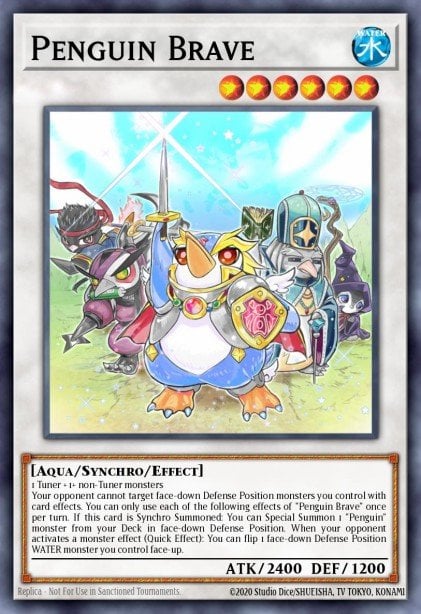 PENGUIN BRAVE
WATER
水
[AQUA/SYNCHRO/EFFECT]
1 Tuner + 1+ non-Tuner monsters
Your opponent cannot target face-down Defense Position monsters you control with
card effects. You can only use each of the following effects of "Penguin Brave" once
per turn. If this card is Synchro Summoned: You can Special Summon 1 "Penguin"
monster from your Deck in face-down Defense Position. When your opponent
activates a monster effect (Quick Effect): You can flip 1 face-down Defense Position
WATER monster you control face-up.
ATK/2400 DEF/1200
Replica - Not For Use in Sanctioned Tournaments.
©2020 Studio Dice/SHUEISHA, TV TOKYO, KONAMI